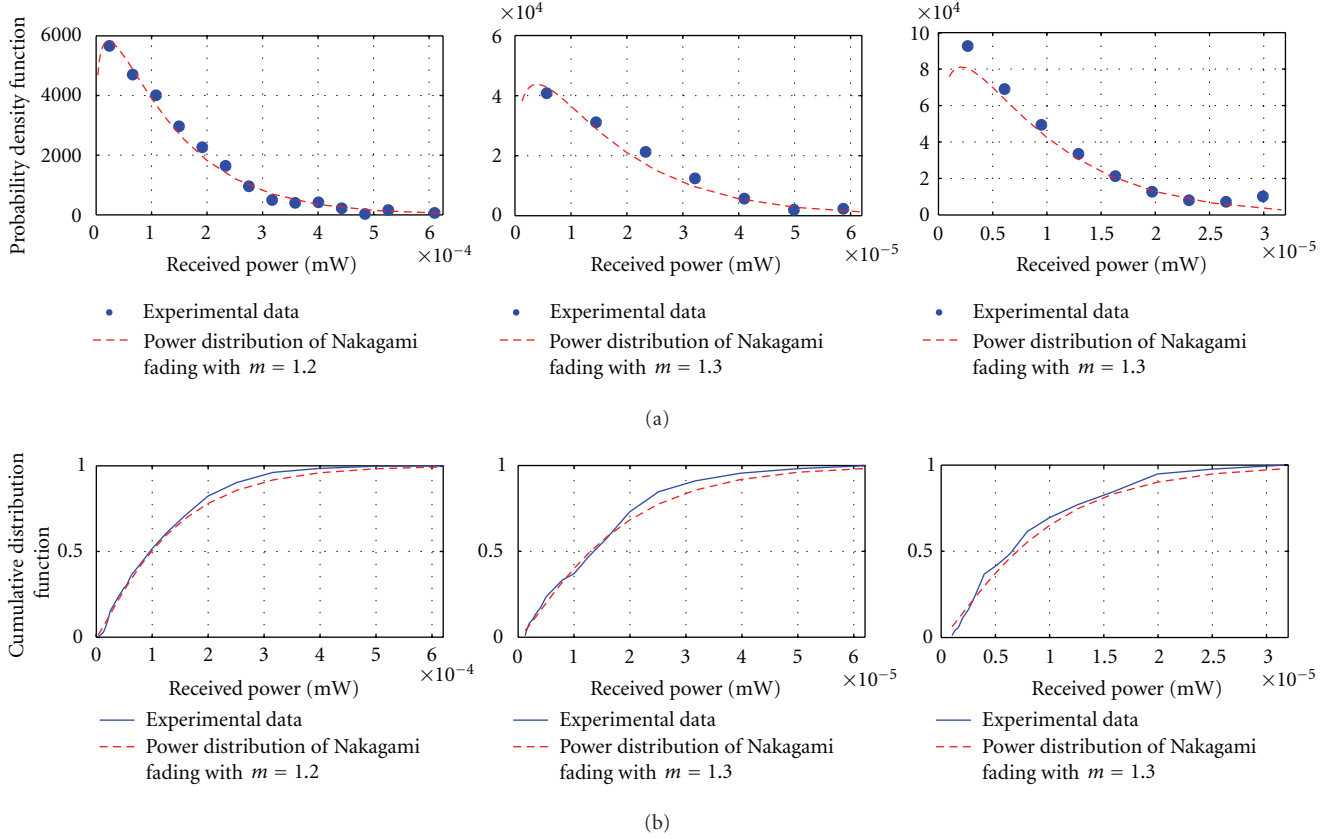 Probability density function
6000
4000
2000
0
0 1 2 3 4 5 6
×10⁻⁴
Received power (mW)
Experimental data
Power distribution of Nakagami
fading with m = 1.2
×10⁴
6
4
2
0
0 1 2 3 4 5 6
×10⁻⁵
Received power (mW)
Experimental data
Power distribution of Nakagami
fading with m = 1.3
×10⁴
10
8
6
4
2
0
0 0.5 1 1.5 2 2.5 3
×10⁻⁵
Received power (mW)
Experimental data
Power distribution of Nakagami
fading with m = 1.3
(a)
Cumulative distribution
function
1
0.5
0
0 1 2 3 4 5 6
×10⁻⁴
Received power (mW)
Experimental data
Power distribution of Nakagami
fading with m = 1.2
1
0.5
0
0 1 2 3 4 5 6
×10⁻⁵
Received power (mW)
Experimental data
Power distribution of Nakagami
fading with m = 1.3
1
0.5
0
0.5 1 1.5 2 2.5 3
×10⁻⁵
Received power (mW)
Experimental data
Power distribution of Nakagami
fading with m = 1.3
(b)